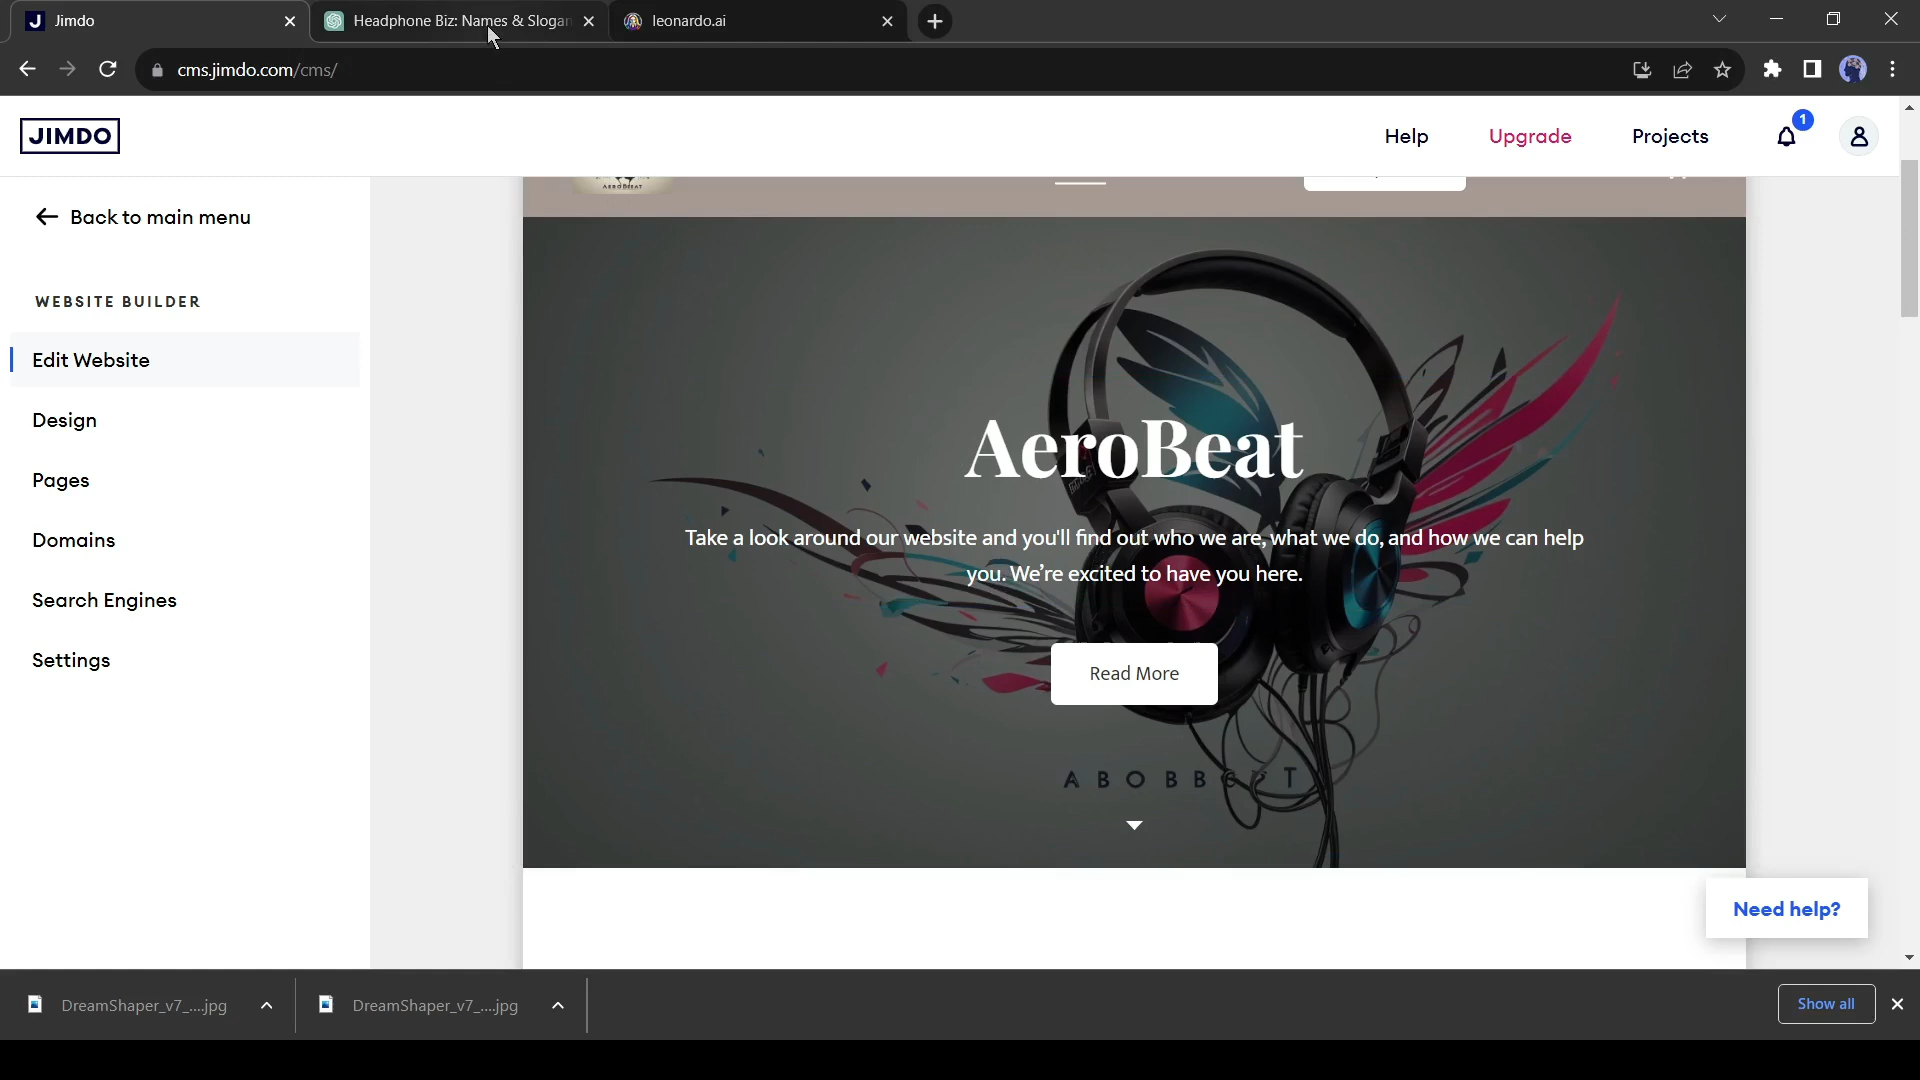 Jimdo
Headphone Biz: Names & Slogan
leonardo.ai
cms.jimdo.com/cms/
JIMDO
Help
Upgrade
Projects
1
Back to main menu
WEBSITE BUILDER
Edit Website
Design
Pages
Domains
Search Engines
Settings
AEROBEAT
AeroBeat
Take a look around our website and you'll find out who we are, what we do, and how we can help
you. We’re excited to have you here.
Read More
Need help?
DreamShaper_v7_....jpg
DreamShaper_v7_....jpg
Show all